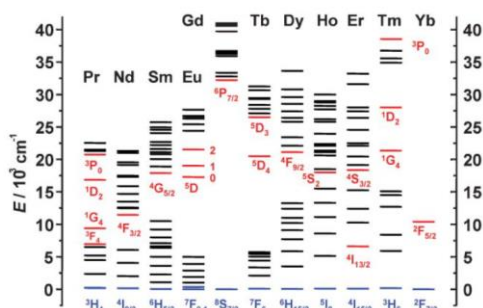 E / 10³ cm⁻¹
40
35
30
25
20
15
10
5
0
Pr
Nd
Sm
Gd
Eu
Tb
Dy
Ho
Er
Tm
Yb
³P₀
¹D₂
¹G₄
³F₄
⁴F₃/₂
⁴G₅/₂
2
1
0
⁵D
⁶P₇/₂
⁵D₃
⁵D₄
⁴F₉/₂
⁵S₂
⁴S₃/₂
⁴I₁₃/₂
¹D₂
¹G₄
³P₀
²F₅/₂
40
35
30
25
20
15
10
5
0